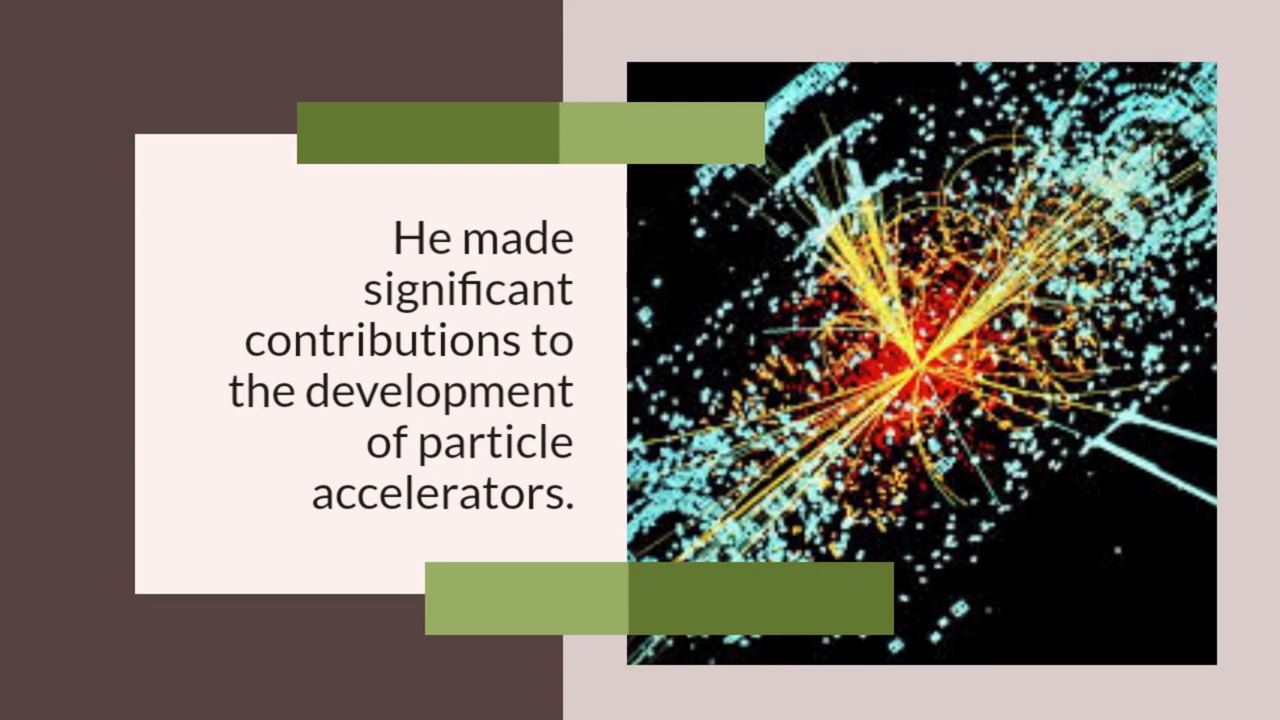 He made
significant
contributions to
the development
of particle
accelerators.